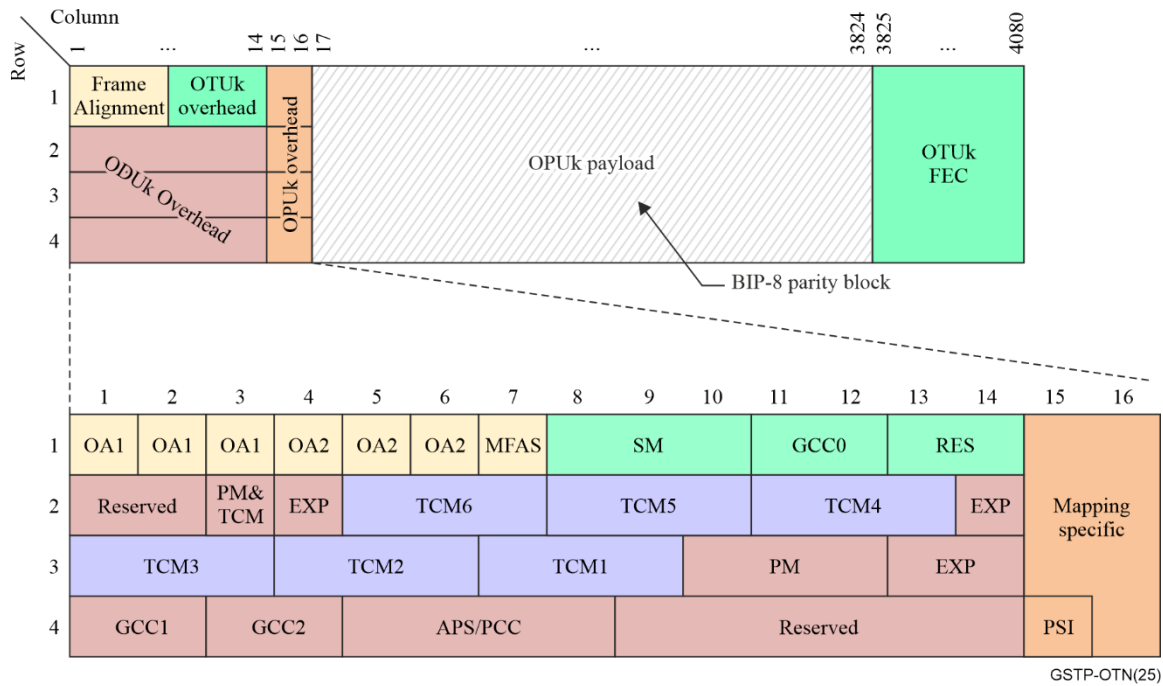 Column
Row
1 ... 14 15 16 17 ... 3824 3825 ... 4080
1
Frame
Alignment
OTUk
overhead
2
3
4
ODUk Overhead
OPUk overhead
OPUk payload
BIP-8 parity block
OTUk
FEC
1 2 3 4 5 6 7 8 9 10 11 12 13 14 15 16
1 OA1 OA1 OA1 OA2 OA2 OA2 MFAS SM GCC0 RES
2 Reserved PM&
TCM EXP TCM6 TCM5 TCM4 EXP
Mapping
specific
3 TCM3 TCM2 TCM1 PM EXP
4 GCC1 GCC2 APS/PCC Reserved PSI
GSTP-OTN(25)